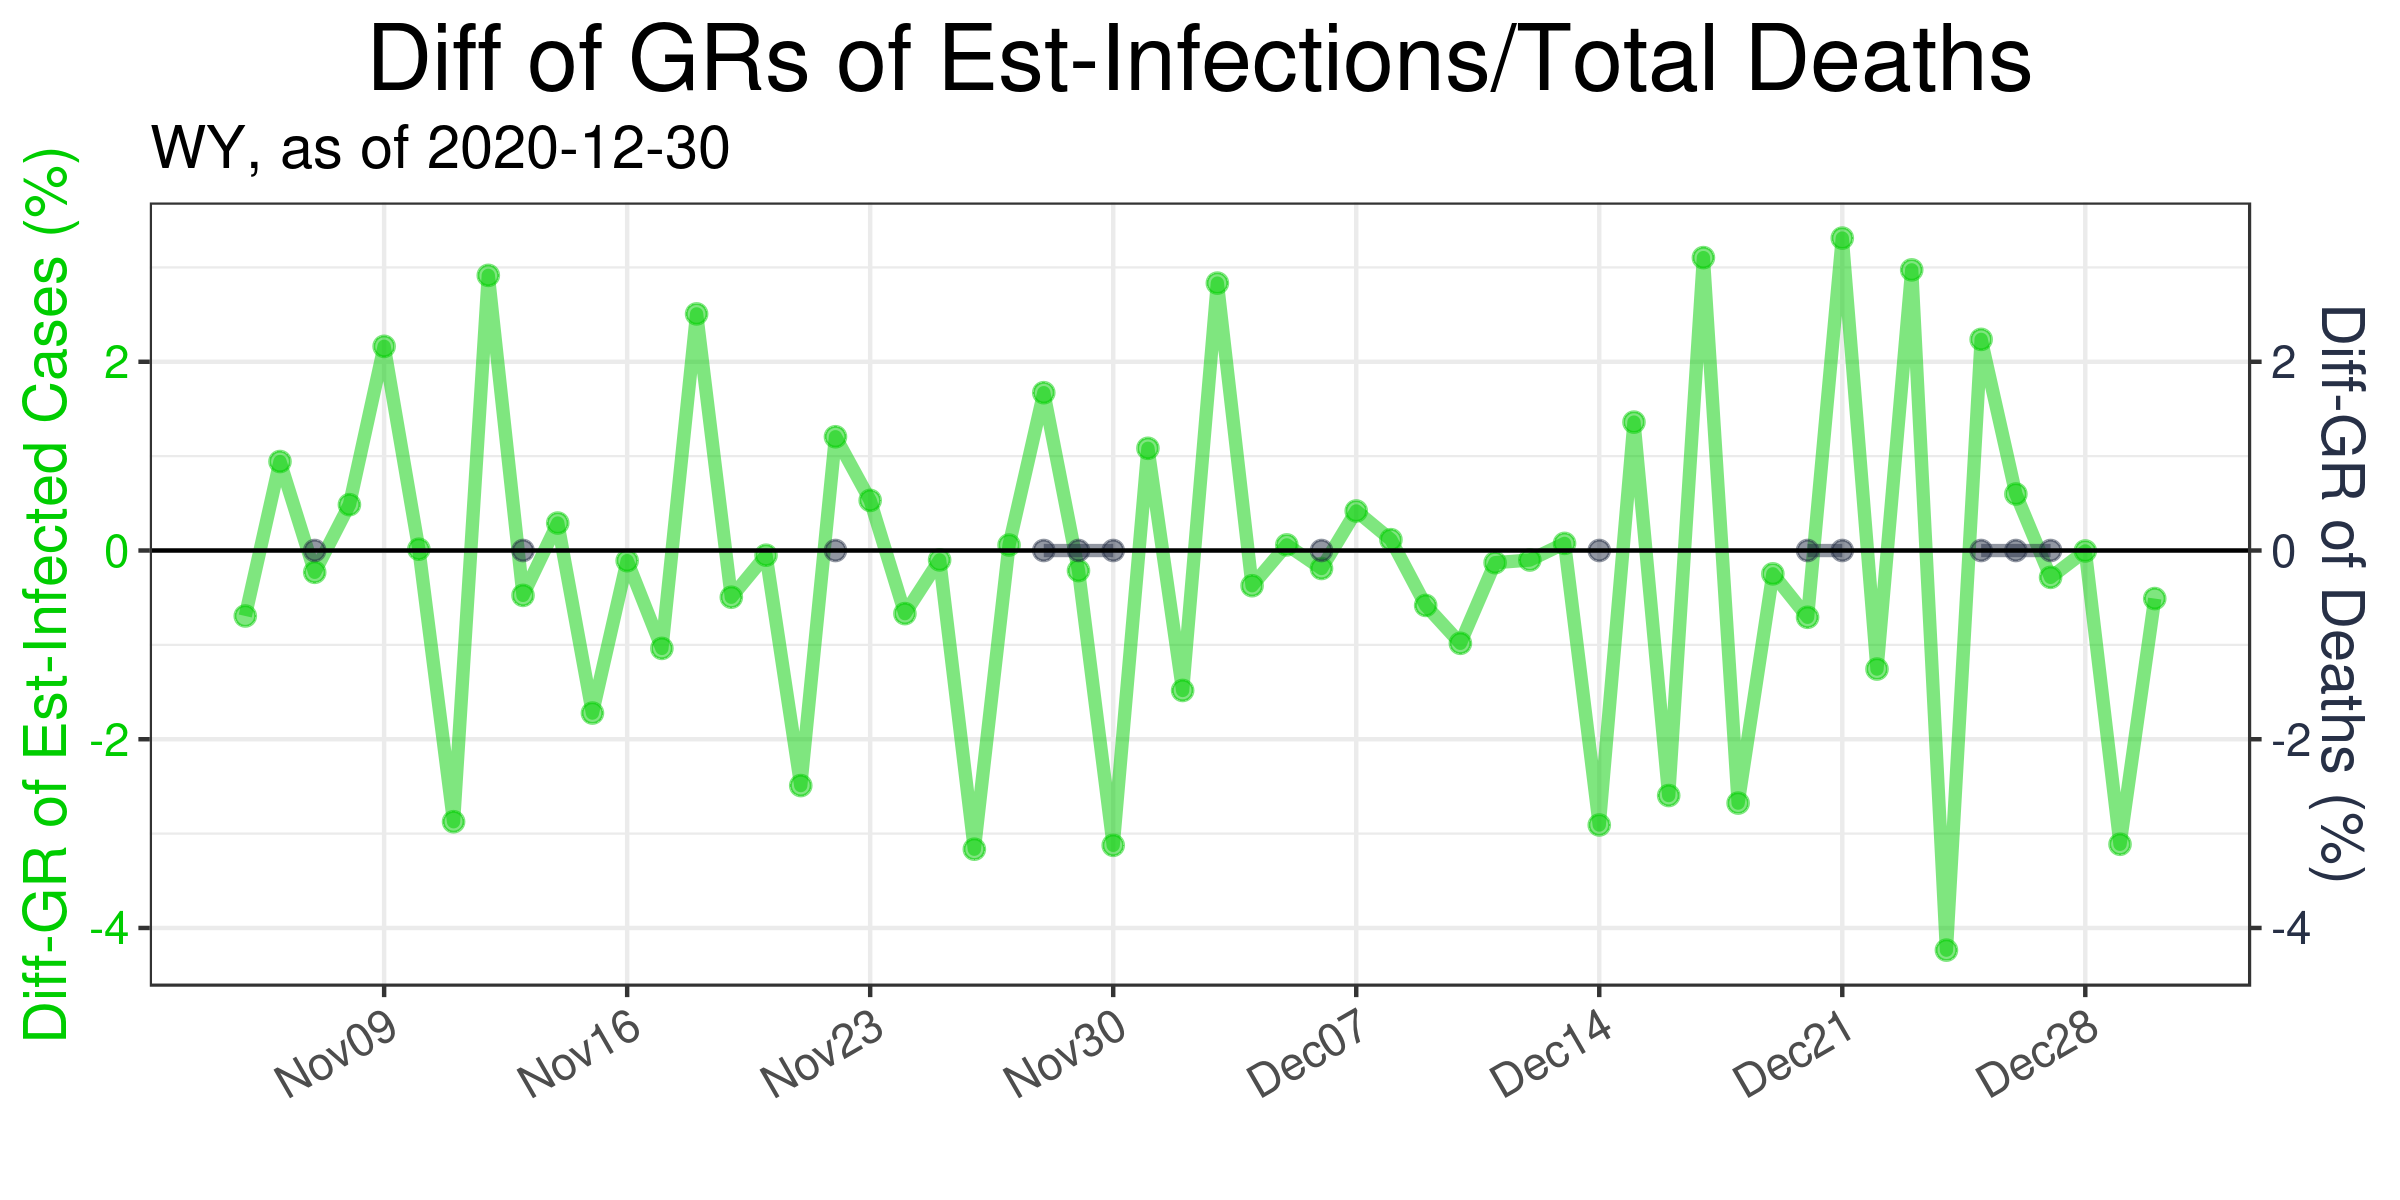 Diff of GRs of Est-Infections/Total Deaths
WY, as of 2020-12-30
Diff-GR of Est-Infected Cases (%)
2
0
-2
-4
2
0
-2
-4
Diff-GR of Deaths (%)
Nov09
Nov16
Nov23
Nov30
Dec07
Dec14
Dec21
Dec28